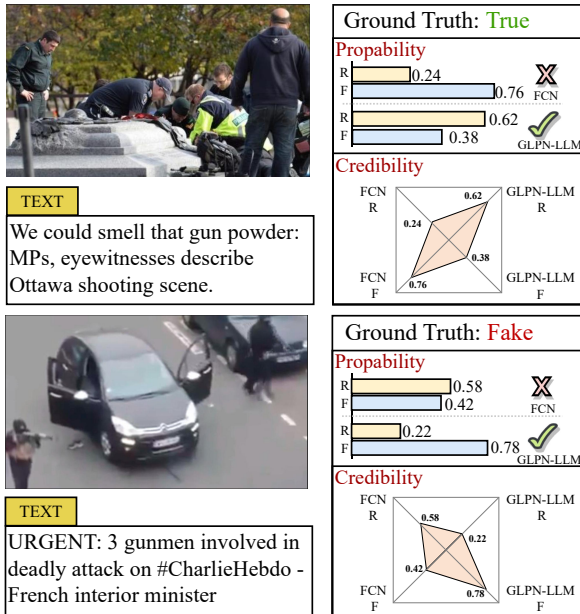 Ground Truth: True
Propability
R
0.24
F
0.76
FCN
R
0.62
F
0.38
GLPN-LLM
Credibility
FCN
R
GLPN-LLM
R
0.62
0.24
0.38
0.76
FCN
F
GLPN-LLM
F
TEXT
We could smell that gun powder:
MPs, eyewitnesses describe
Ottawa shooting scene.
Ground Truth: Fake
Propability
R
0.58
F
0.42
FCN
R
0.22
F
0.78
GLPN-LLM
Credibility
FCN
R
GLPN-LLM
R
0.58
0.22
0.42
0.78
FCN
F
GLPN-LLM
F
TEXT
URGENT: 3 gunmen involved in
deadly attack on #CharlieHebdo -
French interior minister